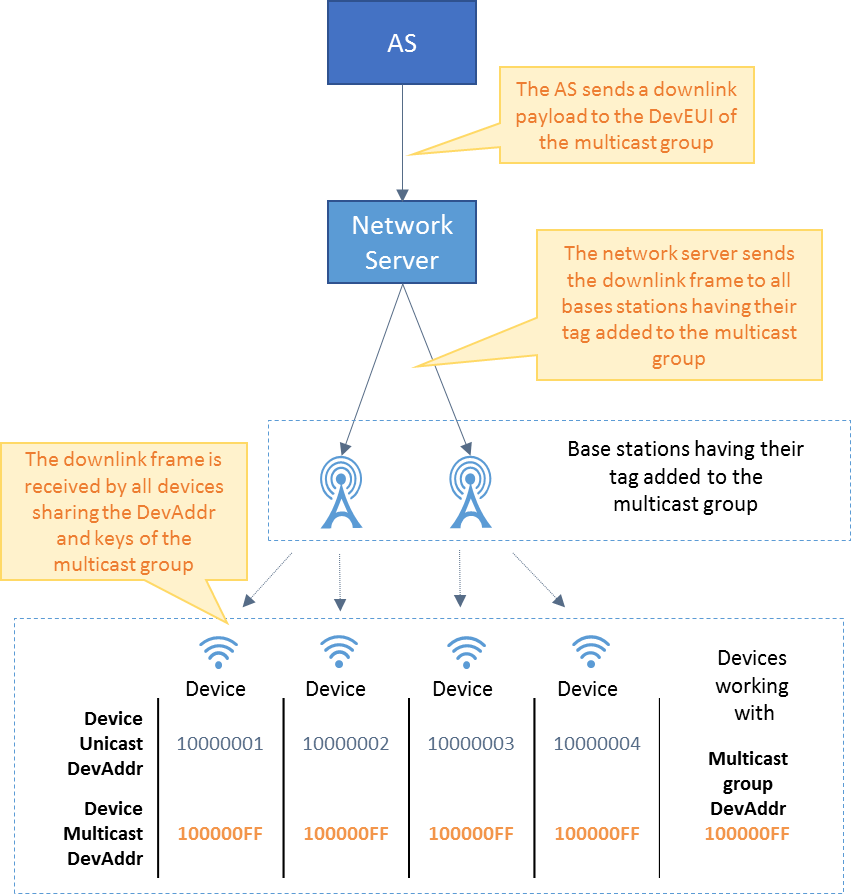 AS
The AS sends a downlink
payload to the DevEUI of
the multicast group
Network
Server
The network server sends
the downlink frame to all
bases stations having their
tag added to the multicast
group
Base stations having their
tag added to the
multicast group
The downlink frame is
received by all devices
sharing the DevAddr
and keys of the
multicast group
Device Device Device Device
Devices
working
with
Device
Unicast
DevAddr
10000001 10000002 10000003 10000004
Multicast
group
DevAddr
100000FF
Device
Multicast
DevAddr
100000FF 100000FF 100000FF 100000FF